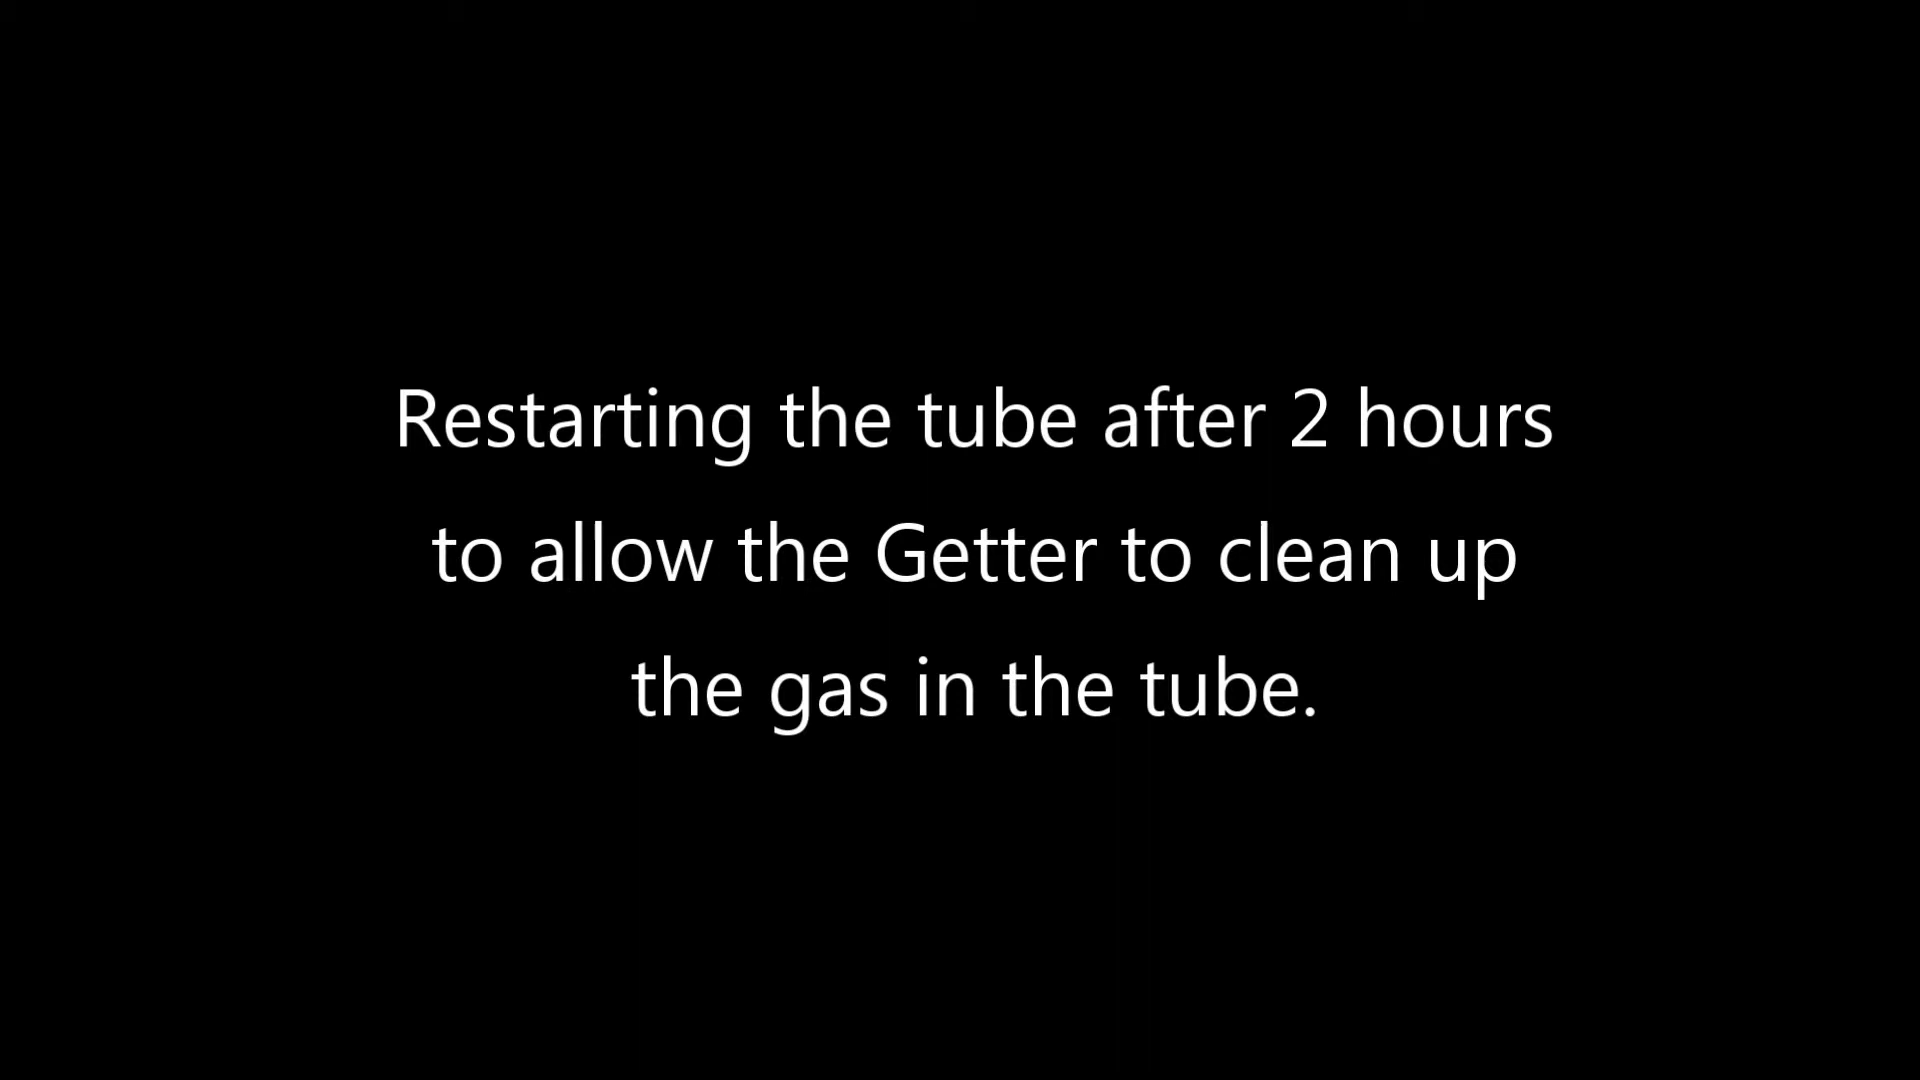 Restarting the tube after 2 hours
to allow the Getter to clean up
the gas in the tube.